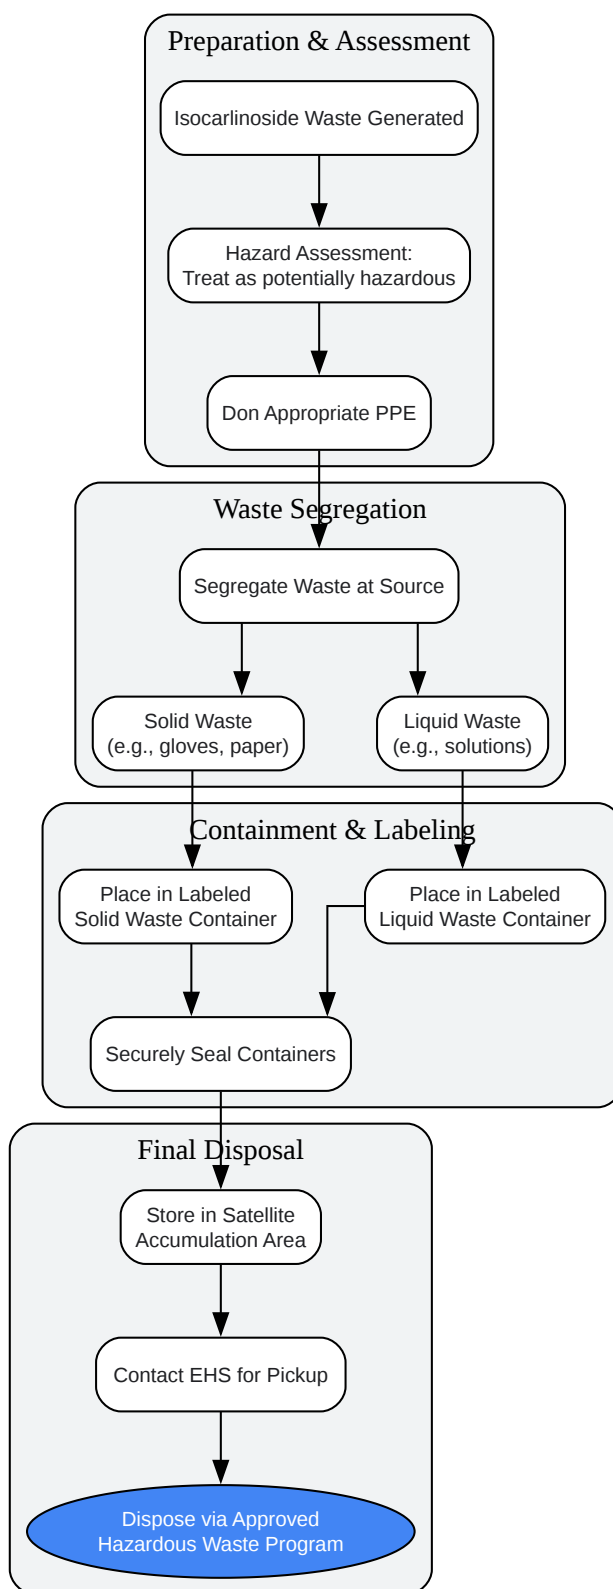 Preparation & Assessment
Isocarlinoside Waste Generated
Hazard Assessment:
Treat as potentially hazardous
Don Appropriate PPE
Waste Segregation
Segregate Waste at Source
Solid Waste
(e.g., gloves, paper)
Liquid Waste
(e.g., solutions)
Containment & Labeling
Place in Labeled
Solid Waste Container
Place in Labeled
Liquid Waste Container
Securely Seal Containers
Final Disposal
Store in Satellite
Accumulation Area
Contact EHS for Pickup
Dispose via Approved
Hazardous Waste Program